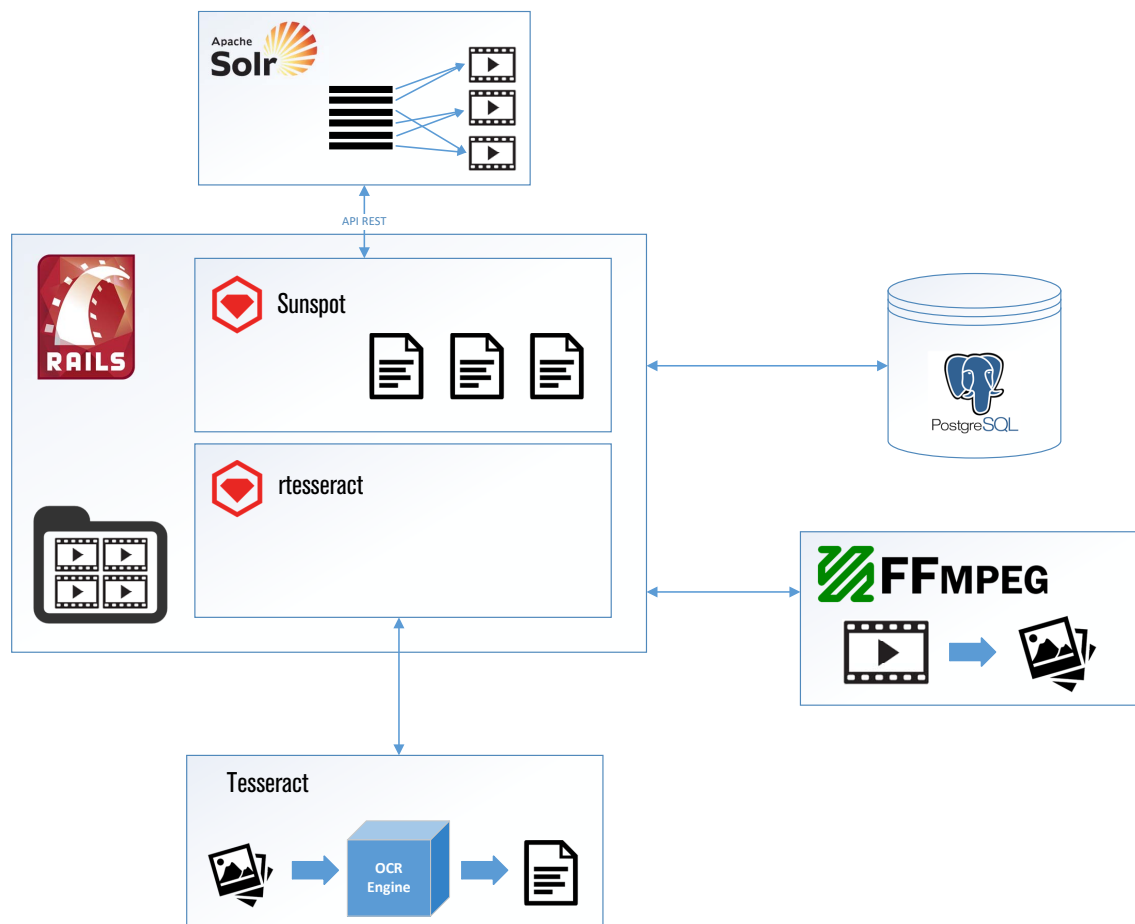 Apache
Solr
API REST
RAILS
Sunspot
PostgreSQL
rtesseract
FFMPEG
Tesseract
OCR
Engine